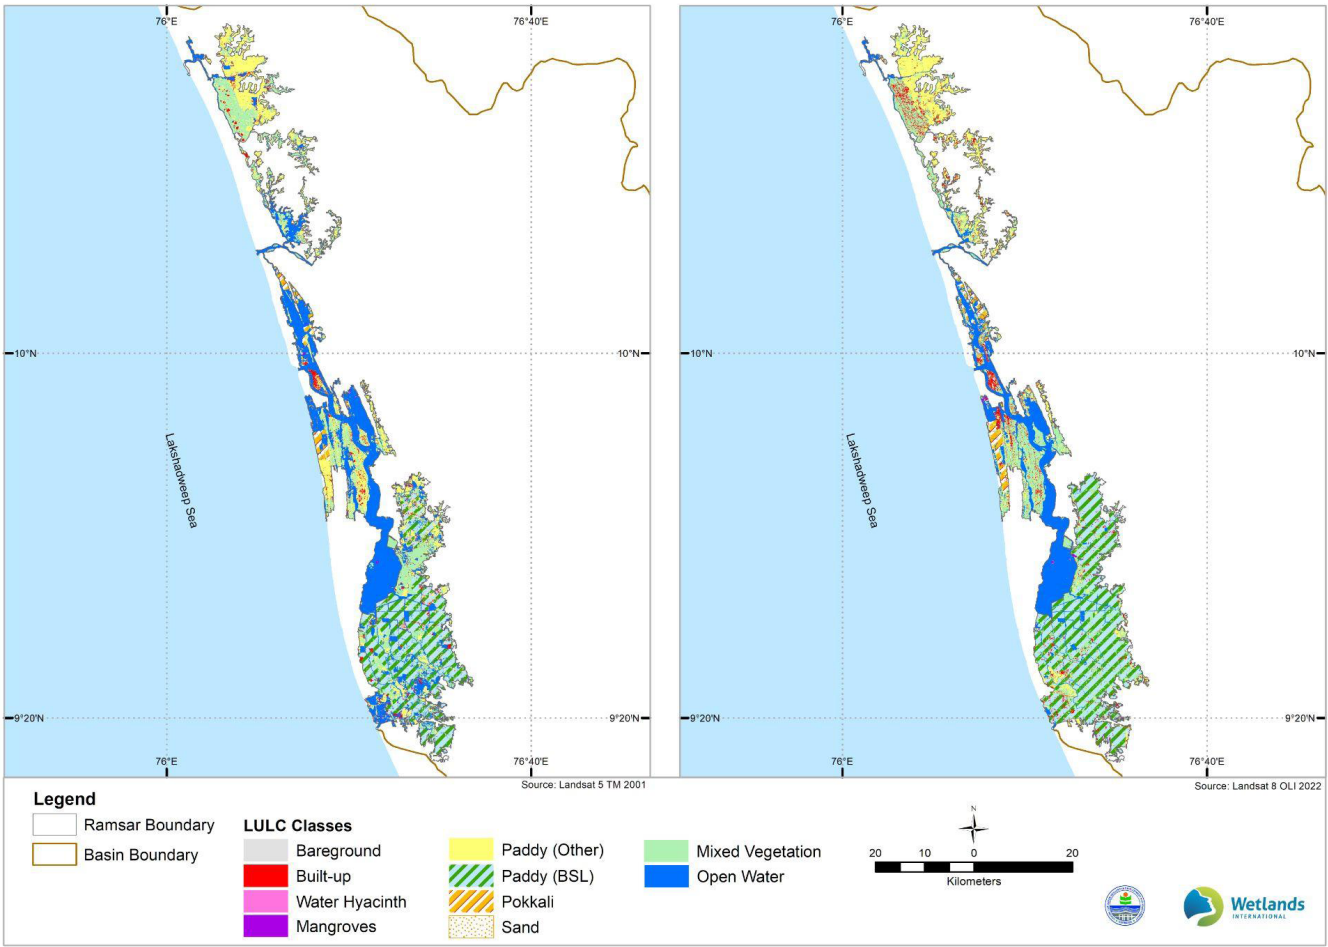 76°E
76°40'E
76°E
76°40'E
10°N
10°N
10°N
10°N
Lakshadweep Sea
Lakshadweep Sea
9°20'N
9°20'N
9°20'N
9°20'N
76°E
76°40'E
76°E
76°40'E
Source: Landsat 5 TM 2001
Source: Landsat 8 OLI 2022
Legend
Ramsar Boundary
Basin Boundary
LULC Classes
Bareground
Built-up
Water Hyacinth
Mangroves
Paddy (Other)
Paddy (BSL)
Pokkali
Sand
Mixed Vegetation
Open Water
N
20 10 0 20
Kilometers
Wetlands
INTERNATIONAL